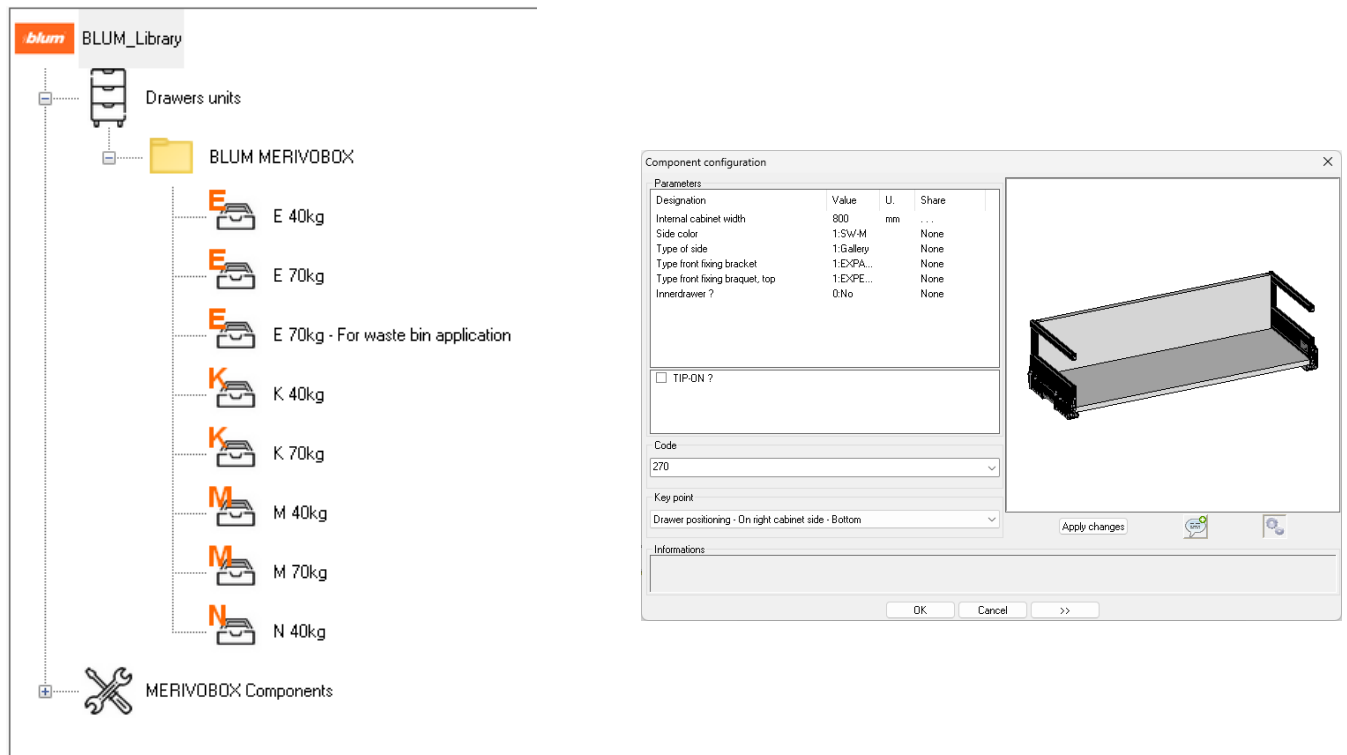 blum BLUM_Library
Drawers units
BLUM MERIVOBOX
E E 40kg
E E 70kg
E E 70kg - For waste bin application
K K 40kg
K K 70kg
M M 40kg
M M 70kg
N N 40kg
MERIVOBOX Components
Component configuration
Parameters
Designation Value U. Share
Internal cabinet width 800 mm . . .
Side color 1:SW-M None
Type of side 1:Gallery None
Type front fixing bracket 1:EXPA... None
Type front fixing braquet, top 1:EXPE... None
Innerdrawer ? 0:No None
TIP-ON ?
Code
270
Key point
Drawer positioning - On right cabinet side - Bottom
Apply changes
Informations
OK Cancel >>